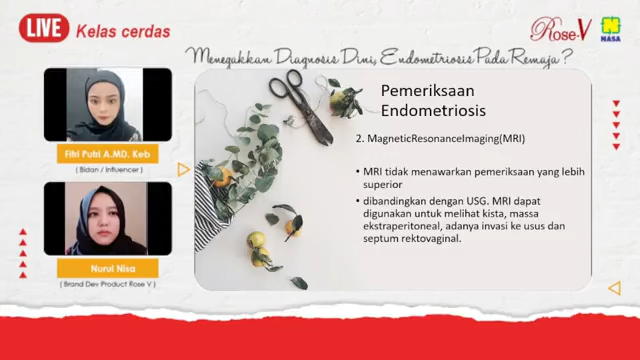 LIVE Kelas cerdas
Rose-V
NASA
Menegakkan Diagnosis Dini, Endometriosis Pada Remaja?
Pemeriksaan
Endometriosis
2. MagneticResonanceImaging(MRI)
• MRI tidak menawarkan pemeriksaan yang lebih
superior
• dibandingkan dengan USG. MRI dapat
digunakan untuk melihat kista, massa
ekstraperitoneal, adanya invasi ke usus dan
septum rektovaginal.
Fitri Putri A.MD. Keb
( Bidan / Influencer )
Nurul Nisa
( Brand Dev Product Rose V )